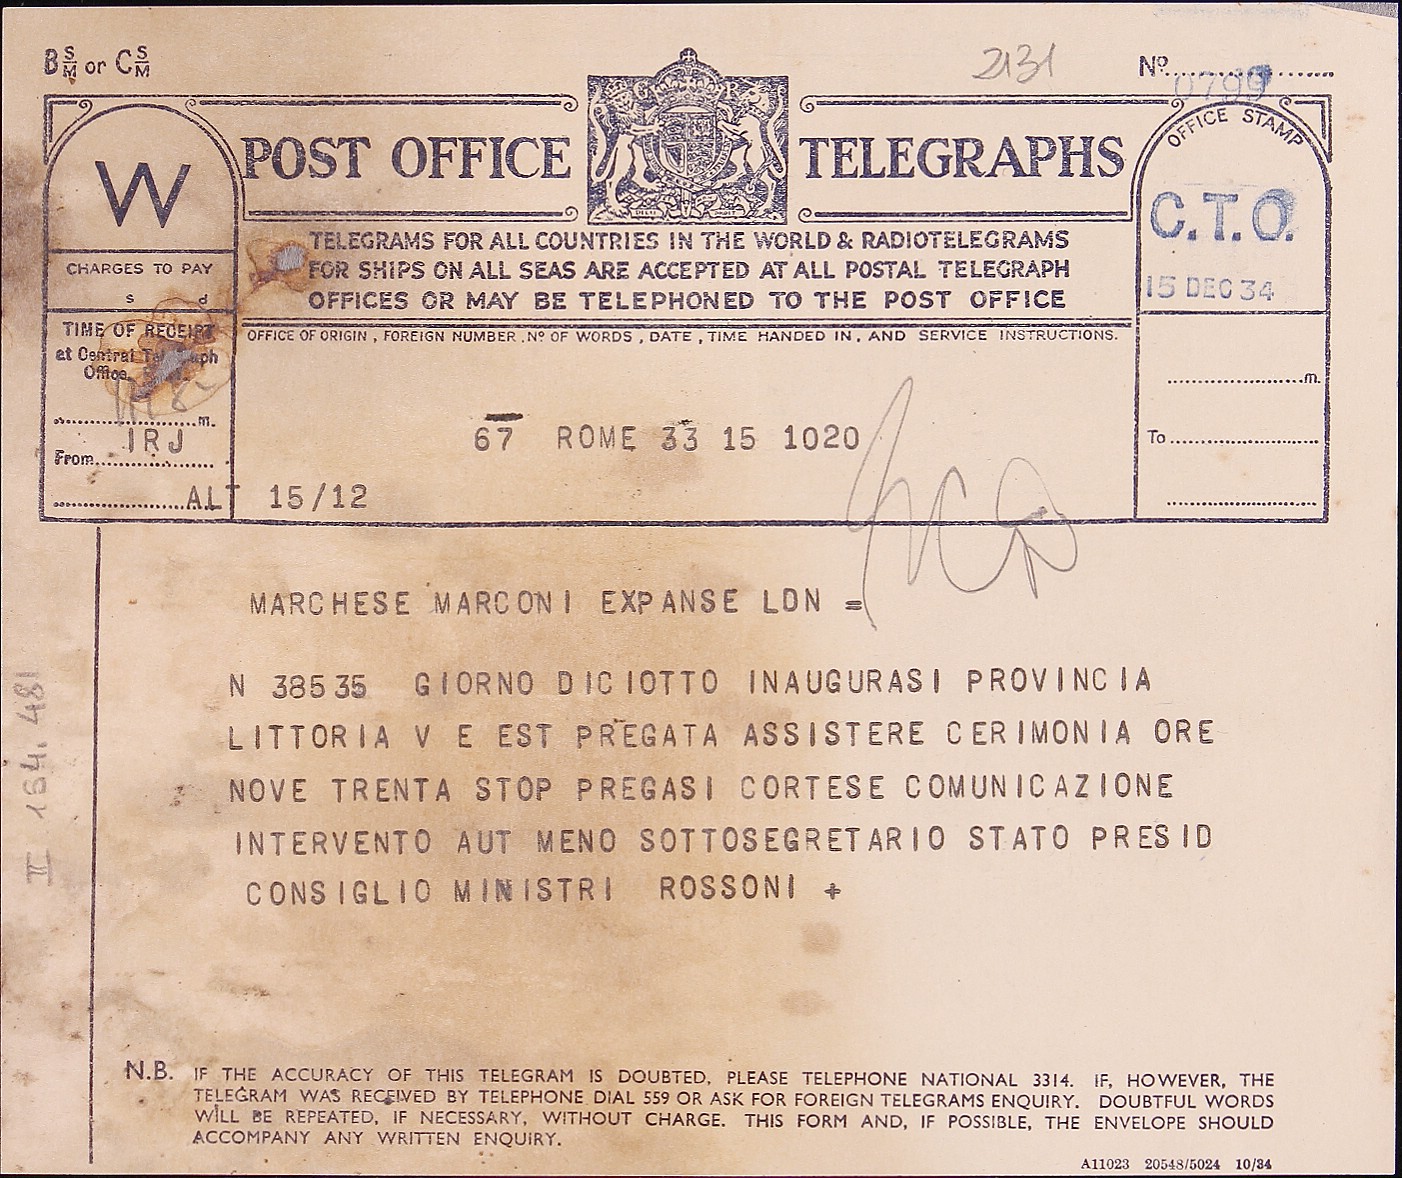 B S/M or C S/M
2131
Nº
0799
POST OFFICE TELEGRAPHS
W
OFFICE STAMP
C.T.O.
15 DEC 34
TELEGRAMS FOR ALL COUNTRIES IN THE WORLD & RADIOTELEGRAMS
FOR SHIPS ON ALL SEAS ARE ACCEPTED AT ALL POSTAL TELEGRAPH
OFFICES OR MAY BE TELEPHONED TO THE POST OFFICE
CHARGES TO PAY
s d
TIME OF RECEIPT
at Central Telegraph
Office
m.
From IRJ
OFFICE OF ORIGIN, FOREIGN NUMBER, Nº OF WORDS, DATE, TIME HANDED IN, AND SERVICE INSTRUCTIONS.
m.
To
67 ROME 33 15 1020
ALT 15/12
MARCHESE MARCONI EXPANSE LDN =
N 38535 GIORNO DICIOTTO INAUGURASI PROVINCIA
LITTORIA V E EST PREGATA ASSISTERE CERIMONIA ORE
NOVE TRENTA STOP PREGASI CORTESE COMUNICAZIONE
INTERVENTO AUT MENO SOTTOSEGRETARIO STATO PRESID
CONSIGLIO MINISTRI ROSSONI +
II 164. 481
N.B. IF THE ACCURACY OF THIS TELEGRAM IS DOUBTED, PLEASE TELEPHONE NATIONAL 3314. IF, HOWEVER, THE
TELEGRAM WAS RECEIVED BY TELEPHONE DIAL 559 OR ASK FOR FOREIGN TELEGRAMS ENQUIRY. DOUBTFUL WORDS
WILL BE REPEATED, IF NECESSARY, WITHOUT CHARGE. THIS FORM AND, IF POSSIBLE, THE ENVELOPE SHOULD
ACCOMPANY ANY WRITTEN ENQUIRY.
A11023 20548/5024 10/34